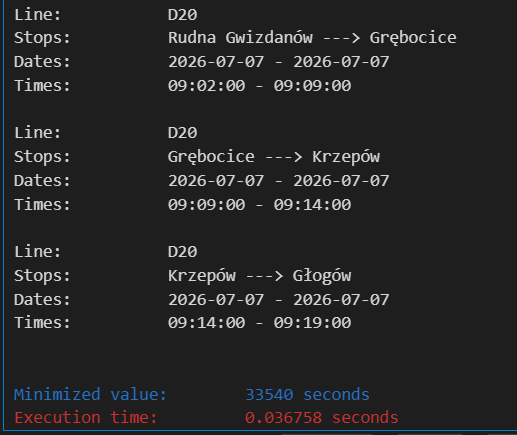 Line: D20
Stops: Rudna Gwizdanów ---> Grębocice
Dates: 2026-07-07 - 2026-07-07
Times: 09:02:00 - 09:09:00
Line: D20
Stops: Grębocice ---> Krzepów
Dates: 2026-07-07 - 2026-07-07
Times: 09:09:00 - 09:14:00
Line: D20
Stops: Krzepów ---> Głogów
Dates: 2026-07-07 - 2026-07-07
Times: 09:14:00 - 09:19:00
Minimized value: 33540 seconds
Execution time: 0.036758 seconds